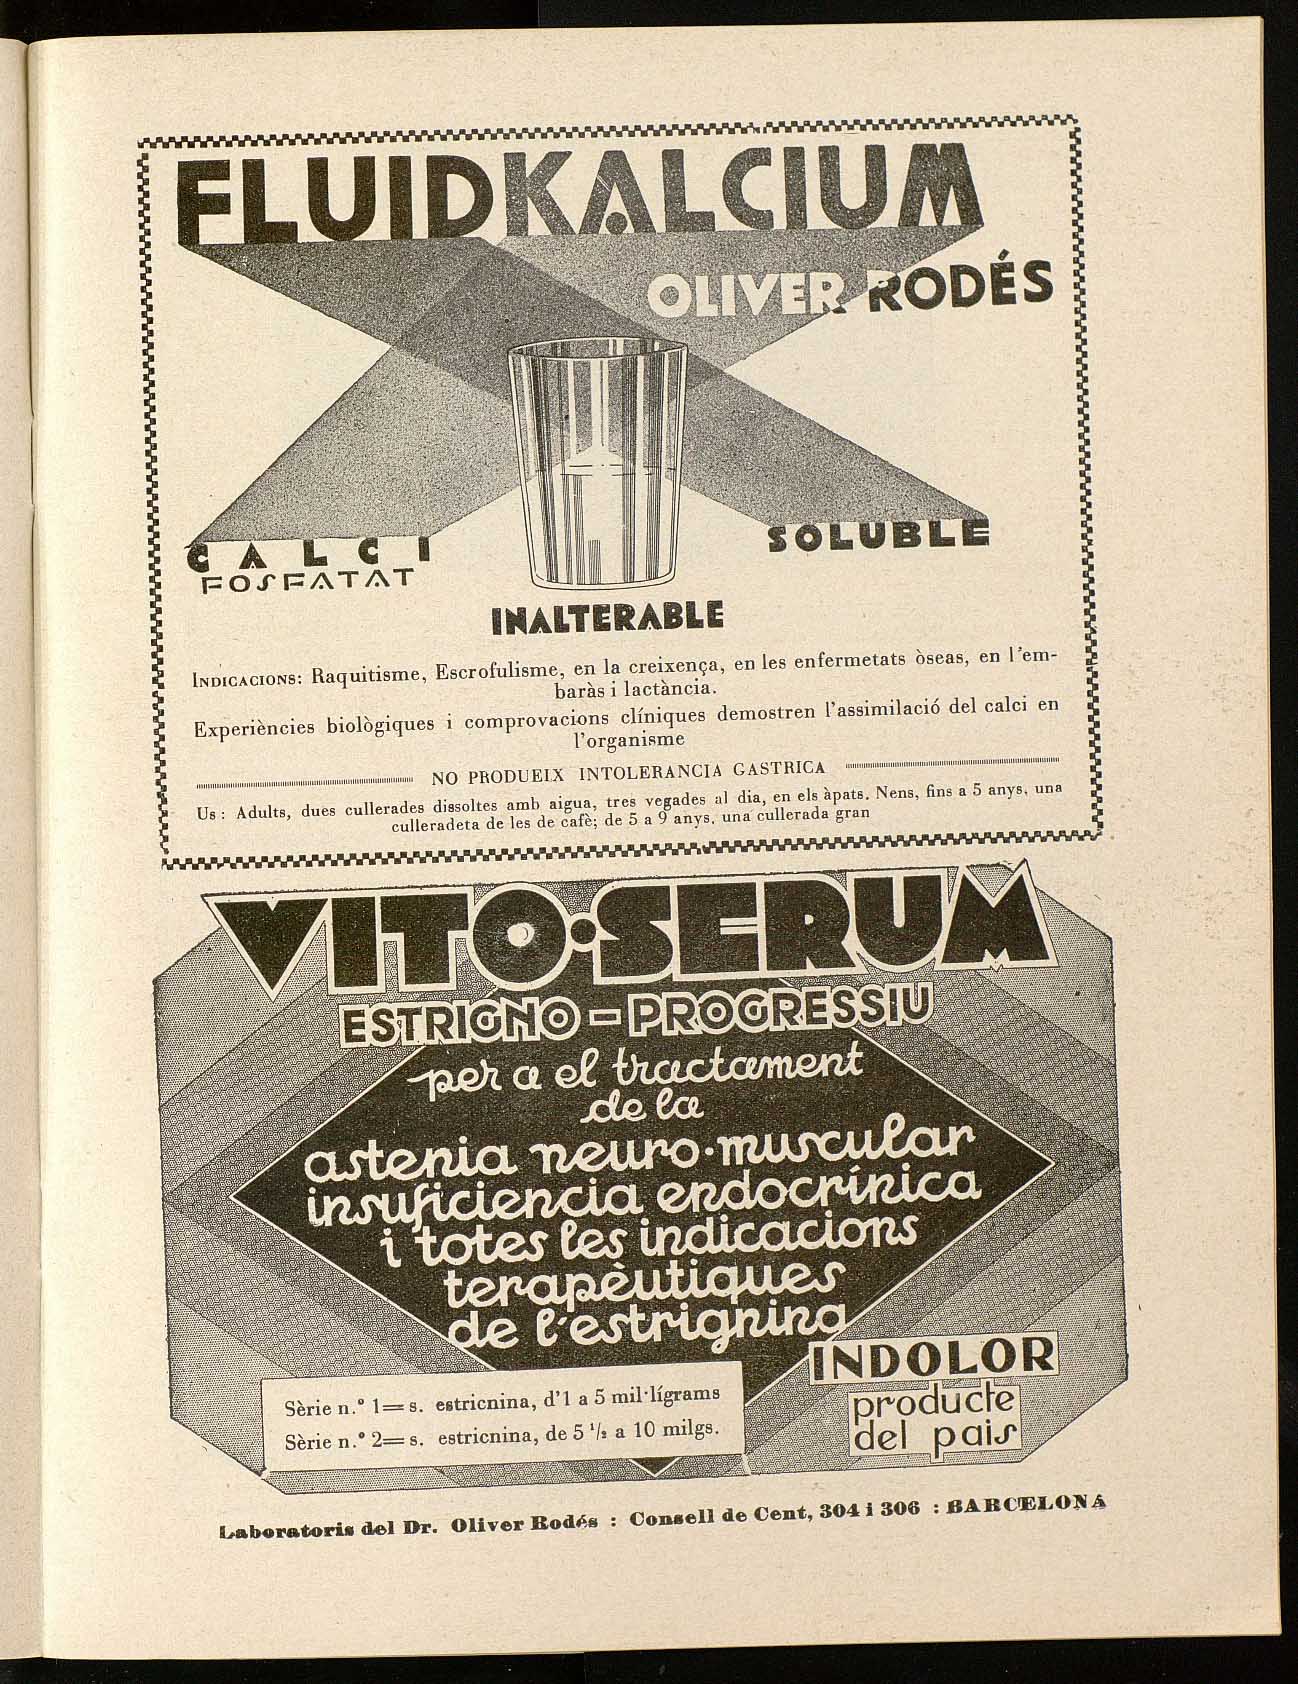 FLUIDKALCIUM
OLIVER RODÉS
CALCI
FOSFATAT
SOLUBLE
INALTERABLE
INDICACIONS: Raquitisme, Escrofulisme, en la creixença, en les enfermetats òseas, en l'em-
baràs i lactància.
Experiències biològiques i comprovacions clíniques demostren l'assimilació del calci en
l'organisme
NO PRODUEIX INTOLERANCIA GASTRICA
Us: Adults, dues cullerades dissoltes amb aigua, tres vegades al dia, en els àpats. Nens, fins a 5 anys, una
culleradeta de les de cafè; de 5 a 9 anys, una cullerada gran
VITO·SERUM
ESTRIGNO-PROGRESSIU
per a el tractament
de la
astenia neuro-muscular
insuficiencia endocrínica
i totes les indicacions
terapèutiques
de l'estrignina
INDOLOR
producte
del pais
Sèrie n.º 1= s. estricnina, d'1 a 5 mil·lígrams
Sèrie n.º 2= s. estricnina, de 5 1/2 a 10 milgs.
Laboratoris del Dr. Oliver Rodés : Consell de Cent, 304 i 306 : BARCELONA